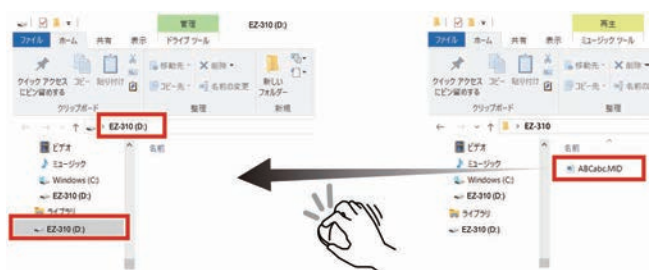 管理
EZ-310 (D:)
ファイル ホーム 共有 表示 ドライブ ツール
クイック アクセス
にピン留めする
コピー 貼り付け
移動先 削除
コピー先 名前の変更
新しい
フォルダー
クリップボード 整理 新規
EZ-310 (D:)
ビデオ
ミュージック
Windows (C:)
EZ-310 (D:)
ライブラリ
EZ-310 (D:)
名前
再生
ファイル ホーム 共有 表示 ミュージック ツール
クイック アクセス
にピン留めする
コピー 貼り付け
移動先 削除
コピー先 名前の変更
クリップボード 整理
EZ-310
ビデオ
ミュージック
Windows (C:)
EZ-310 (D:)
ライブラリ
EZ-310 (D:)
名前
ABCabc.MID